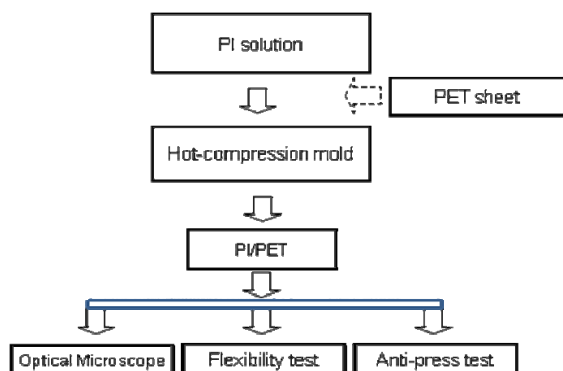 PI solution
PET sheet
Hot-compression mold
PI/PET
Optical Microscope
Flexibility test
Anti-press test